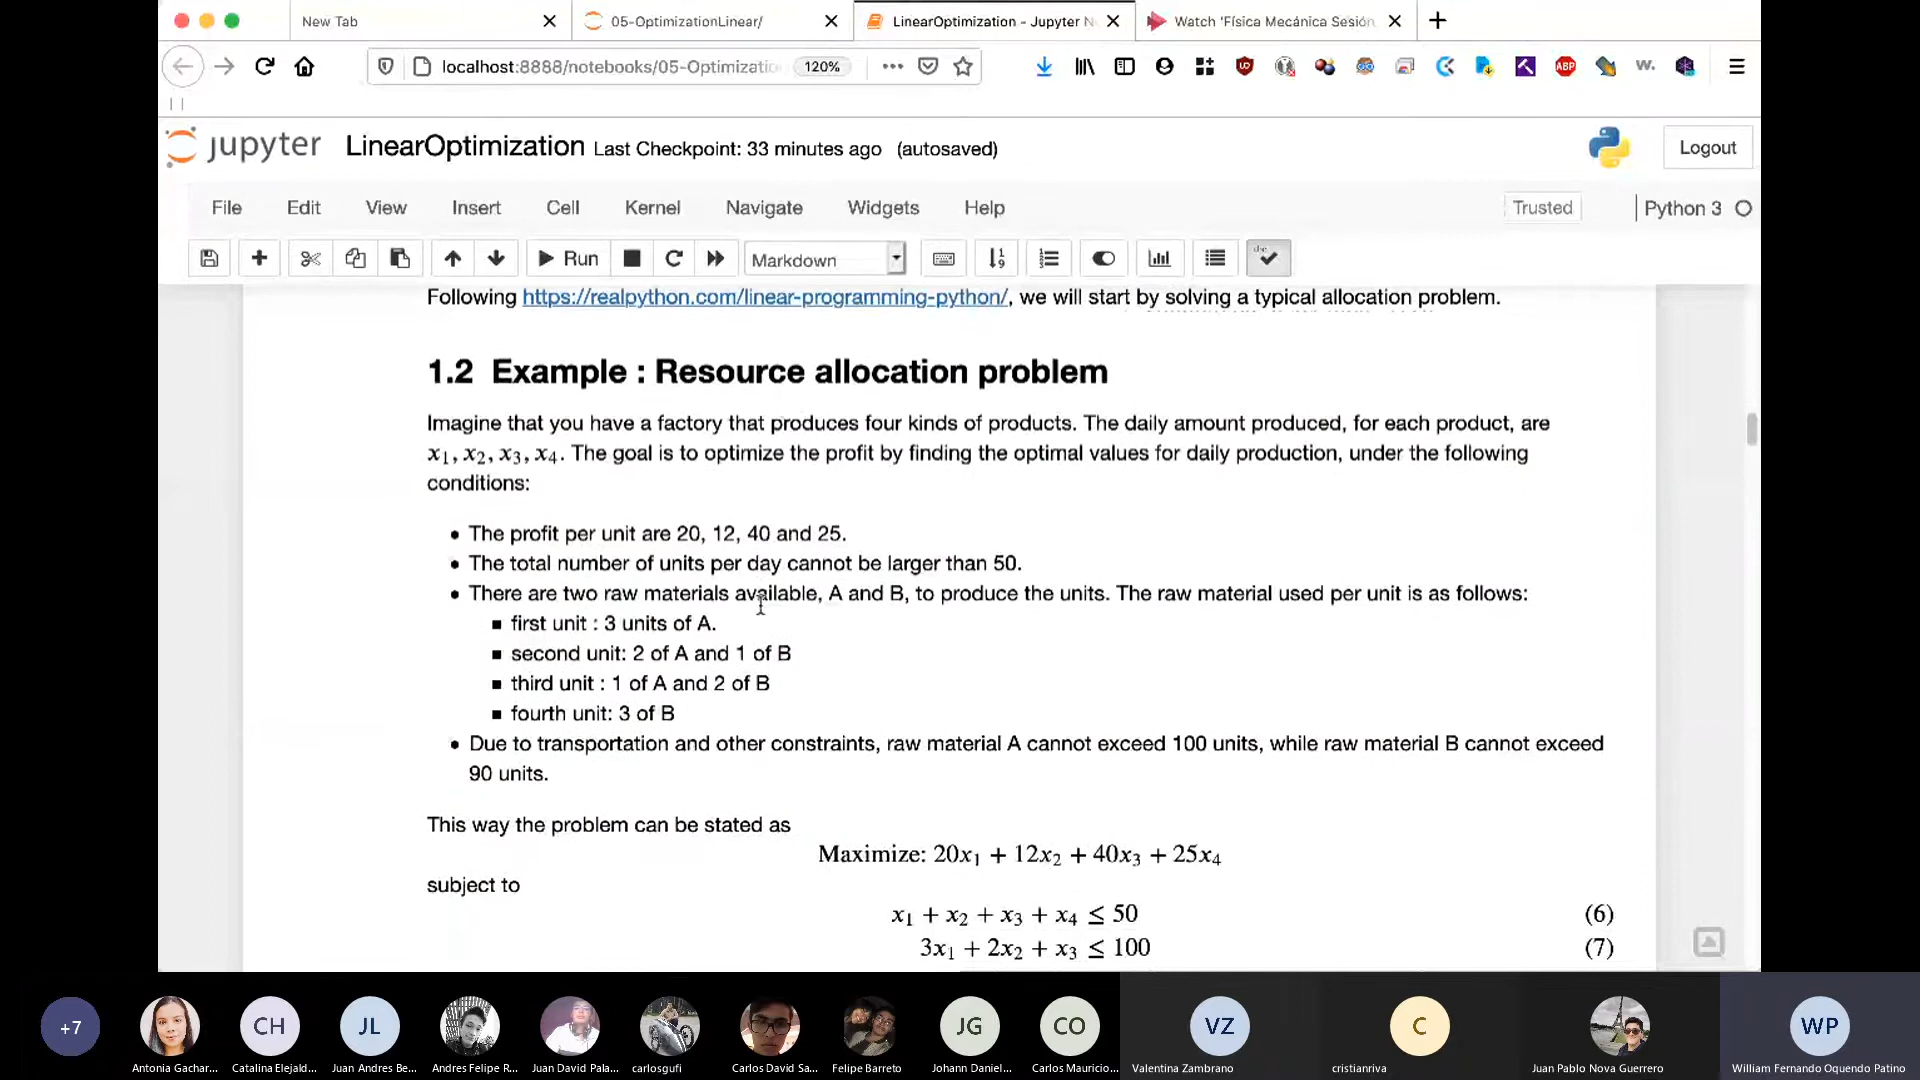 New Tab
05-OptimizationLinear/
LinearOptimization - Jupyter N
Watch 'Física Mecánica Sesión
localhost:8888/notebooks/05-Optimizatio
120%
jupyter LinearOptimization Last Checkpoint: 33 minutes ago (autosaved)
Logout
File Edit View Insert Cell Kernel Navigate Widgets Help
Trusted
Python 3
Run
Markdown
Following https://realpython.com/linear-programming-python/, we will start by solving a typical allocation problem.
1.2 Example : Resource allocation problem
Imagine that you have a factory that produces four kinds of products. The daily amount produced, for each product, are
x₁, x₂, x₃, x₄. The goal is to optimize the profit by finding the optimal values for daily production, under the following
conditions:
• The profit per unit are 20, 12, 40 and 25.
• The total number of units per day cannot be larger than 50.
• There are two raw materials available, A and B, to produce the units. The raw material used per unit is as follows:
▪ first unit : 3 units of A.
▪ second unit: 2 of A and 1 of B
▪ third unit : 1 of A and 2 of B
▪ fourth unit: 3 of B
• Due to transportation and other constraints, raw material A cannot exceed 100 units, while raw material B cannot exceed
90 units.
This way the problem can be stated as
Maximize: 20x₁ + 12x₂ + 40x₃ + 25x₄
subject to
x₁ + x₂ + x₃ + x₄ ≤ 50 (6)
3x₁ + 2x₂ + x₃ ≤ 100 (7)
+7
CH
JL
JG
CO
VZ
C
WP
Antonia Gachar...
Catalina Elejald...
Juan Andres Be...
Andres Felipe R...
Juan David Pala...
carlosgufi
Carlos David Sa...
Felipe Barreto
Johann Daniel...
Carlos Mauricio...
Valentina Zambrano
cristianriva
Juan Pablo Nova Guerrero
William Fernando Oquendo Patino